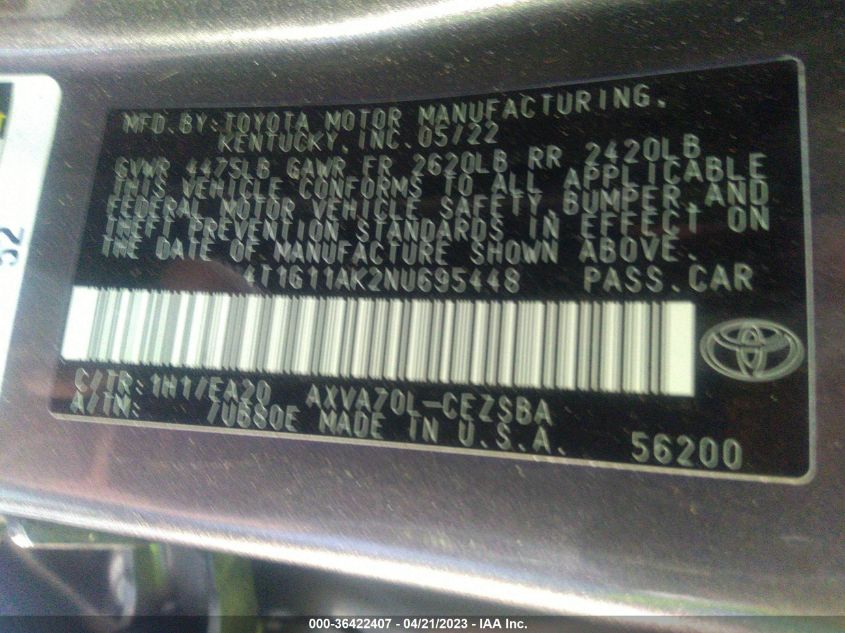 MFD. BY: TOYOTA MOTOR MANUFACTURING.
KENTUCKY, INC. 05/22
GVWR 4475LB GAWR FR 2620LB RR 2420LB
THIS VEHICLE CONFORMS TO ALL APPLICABLE
FEDERAL MOTOR VEHICLE SAFETY, BUMPER, AND
THEFT PREVENTION STANDARDS IN EFFECT ON
THE DATE OF MANUFACTURE SHOWN ABOVE.
4T1G11AK2NU695448 PASS. CAR
C/TR: 1H1/EA20 AXVA70L-CEZSBA
A/TM: /U580E MADE IN U.S.A. 56200
52
000-36422407 - 04/21/2023 - IAA Inc.